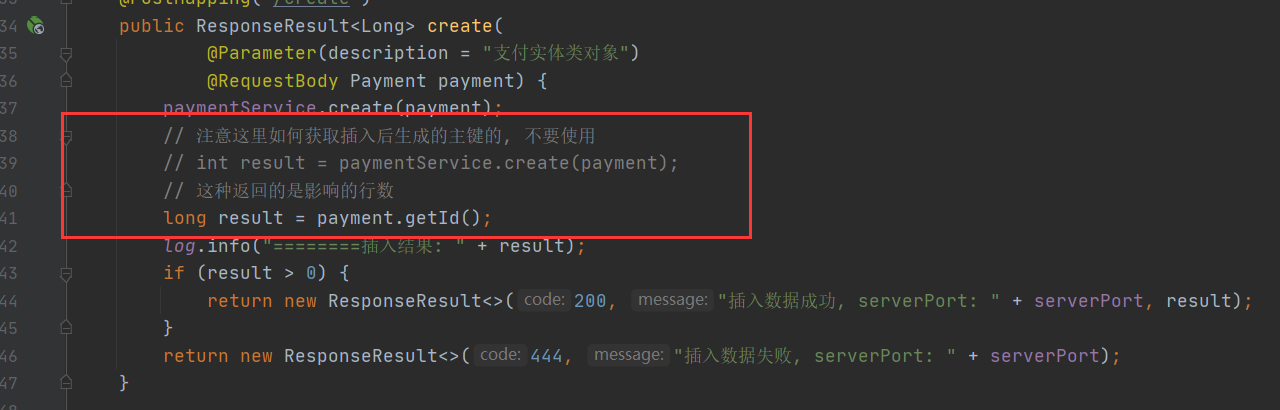 @PostMapping("/create")
34 public ResponseResult<Long> create(
35 @Parameter(description = "支付实体类对象")
36 @RequestBody Payment payment) {
37 paymentService.create(payment);
38 // 注意这里如何获取插入后生成的主键的, 不要使用
39 // int result = paymentService.create(payment);
40 // 这种返回的是影响的行数
41 long result = payment.getId();
42 log.info("========插入结果: " + result);
43 if (result > 0) {
44 return new ResponseResult<>( code: 200, message: "插入数据成功, serverPort: " + serverPort, result);
45 }
46 return new ResponseResult<>( code: 444, message: "插入数据失败, serverPort: " + serverPort);
47 }